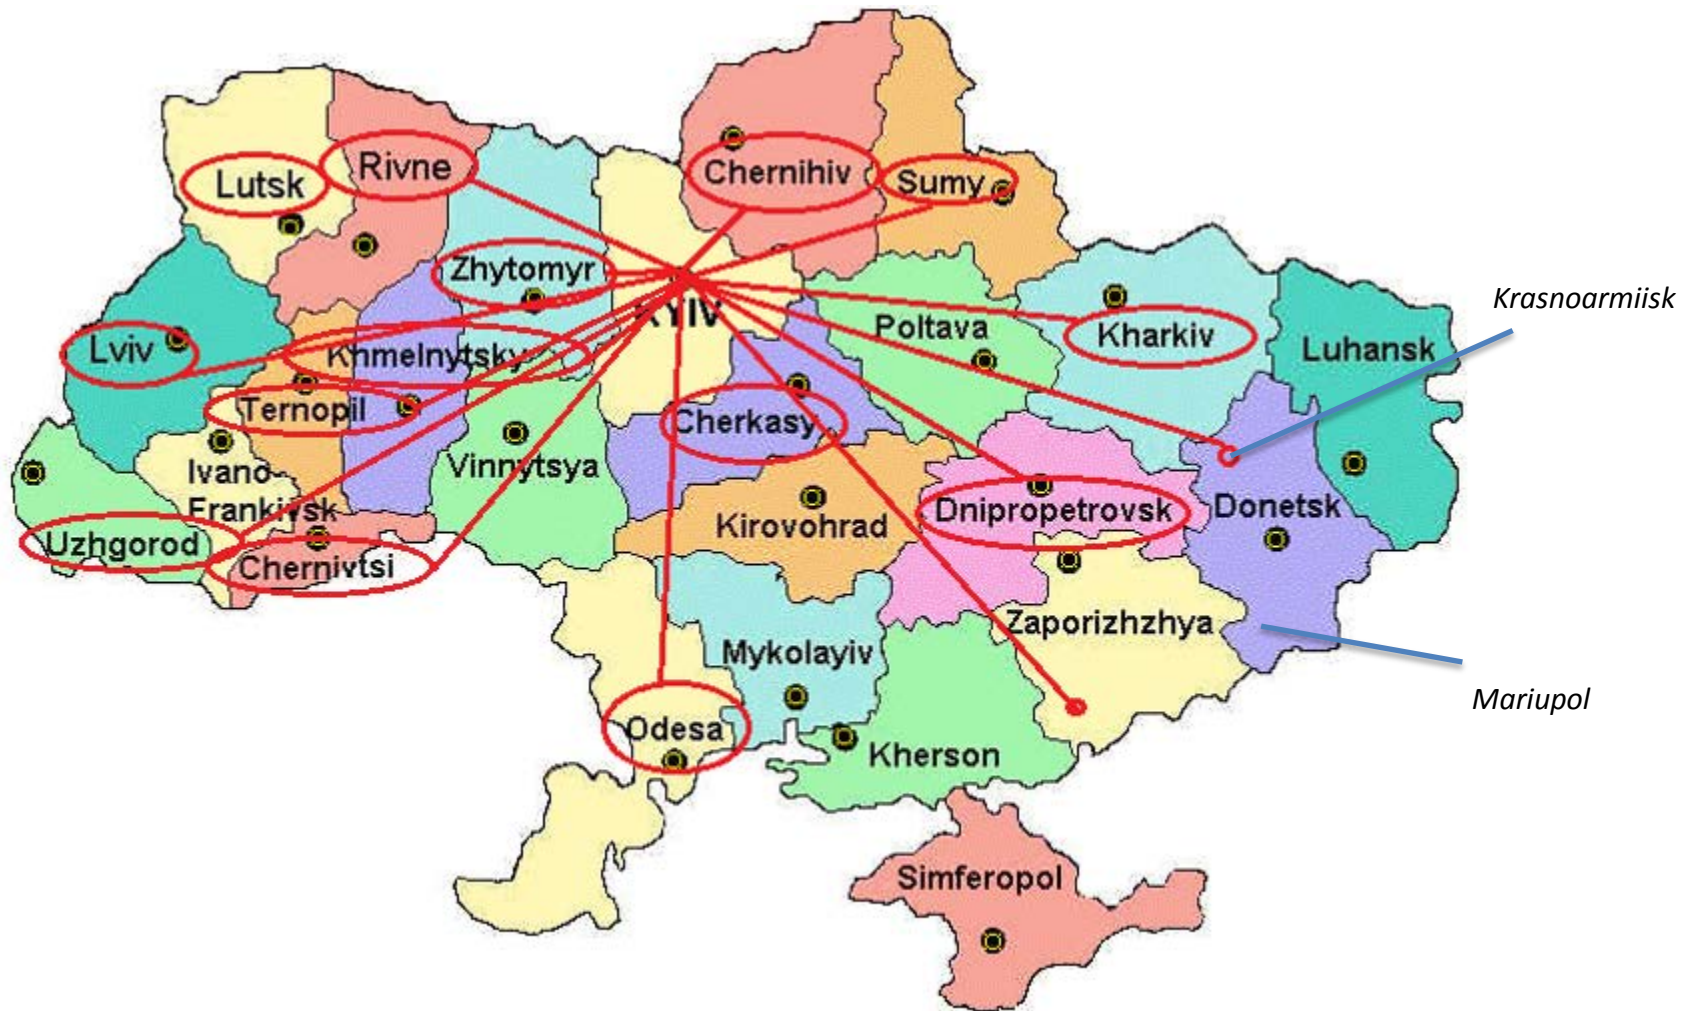 Rivne
Chernihiv
Lutsk
Sumy
Zhytomyr
Krasnoarmiisk
KYIV
Poltava
Kharkiv
Lviv
Khmelnytsky
Luhansk
Ternopil
Cherkasy
Ivano-
Frankivsk
Vinnytsya
Donetsk
Dnipropetrovsk
Kirovohrad
Uzhgorod
Chernivtsi
Zaporizhzhya
Mykolayiv
Mariupol
Odesa
Kherson
Simferopol